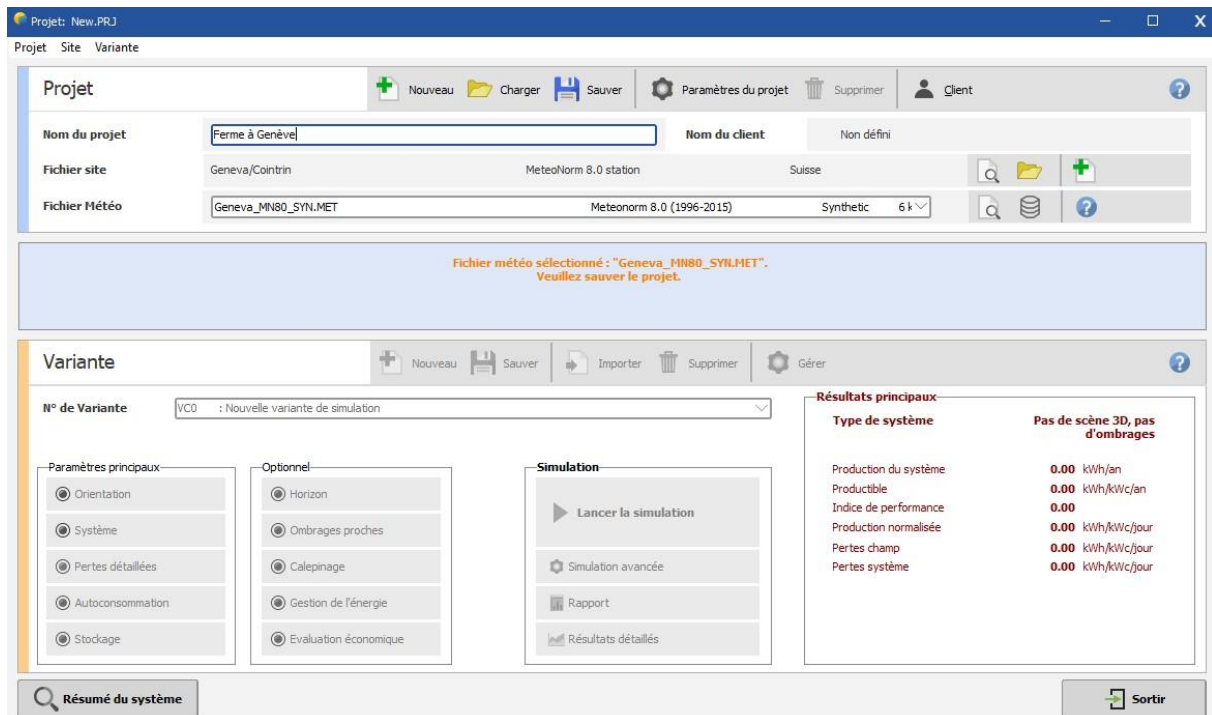 Projet: New.PRJ
Projet Site Variante
Projet Nouveau Charger Sauver Paramètres du projet Supprimer Client
Nom du projet Ferme à Genève Nom du client Non défini
Fichier site Geneva/Cointrin MeteoNorm 8.0 station Suisse
Fichier Météo Geneva_MN80_SYN.MET Meteonorm 8.0 (1996-2015) Synthetic 6 k
Fichier météo sélectionné : "Geneva_MN80_SYN.MET".
Veuillez sauver le projet.
Variante Nouveau Sauver Importer Supprimer Gérer
N° de Variante VC0 : Nouvelle variante de simulation
Paramètres principaux
Orientation
Système
Pertes détaillées
Autoconsommation
Stockage
Optionnel
Horizon
Ombrages proches
Calepinage
Gestion de l'énergie
Evaluation économique
Simulation
Lancer la simulation
Simulation avancée
Rapport
Résultats détaillés
Résultats principaux
Type de système Pas de scène 3D, pas
d'ombrages
Production du système 0.00 kWh/an
Productible 0.00 kWh/kWc/an
Indice de performance 0.00
Production normalisée 0.00 kWh/kWc/jour
Pertes champ 0.00 kWh/kWc/jour
Pertes système 0.00 kWh/kWc/jour
Résumé du système Sortir